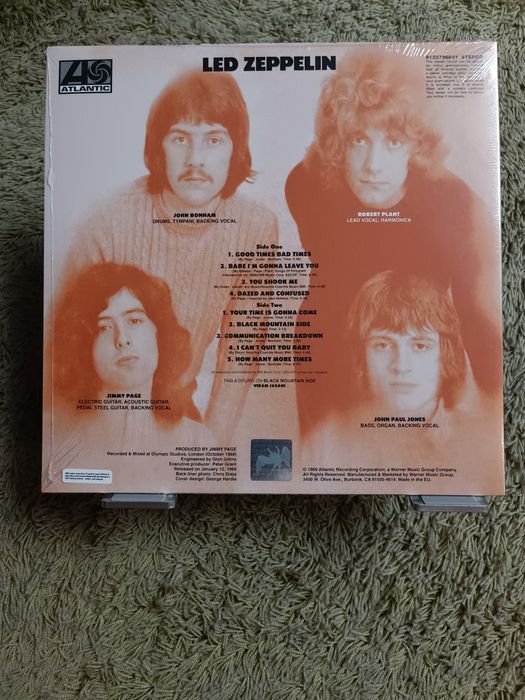 LED ZEPPELIN
ATLANTIC
STEREO
JOHN BONHAM
DRUMS, TYMPANI, BACKING VOCAL
ROBERT PLANT
LEAD VOCAL, HARMONICA
Side One
1. GOOD TIMES BAD TIMES
2. BABE I'M GONNA LEAVE YOU
3. YOU SHOOK ME
4. DAZED AND CONFUSED
Side Two
1. YOUR TIME IS GONNA COME
2. BLACK MOUNTAIN SIDE
3. COMMUNICATION BREAKDOWN
4. I CAN'T QUIT YOU BABY
5. HOW MANY MORE TIMES
TABLA DRUMS ON BLACK MOUNTAIN SIDE
VIRAM JASANI
JIMMY PAGE
ELECTRIC GUITAR, ACOUSTIC GUITAR,
PEDAL STEEL GUITAR, BACKING VOCAL
JOHN PAUL JONES
BASS, ORGAN, BACKING VOCAL
PRODUCED BY JIMMY PAGE
Recorded & Mixed at Olympic Studios, London (October 1968)
Engineered by Glyn Johns
Executive producer: Peter Grant
Released on January 12, 1969
Back liner photo: Chris Dreja
Cover design: George Hardie
© 1969 Atlantic Recording Corporation, a Warner Music Group Company.
All Rights Reserved. Manufactured & Marketed by Warner Music Group.
3400 W. Olive Ave., Burbank, CA 91505-4614. Made in the EU.